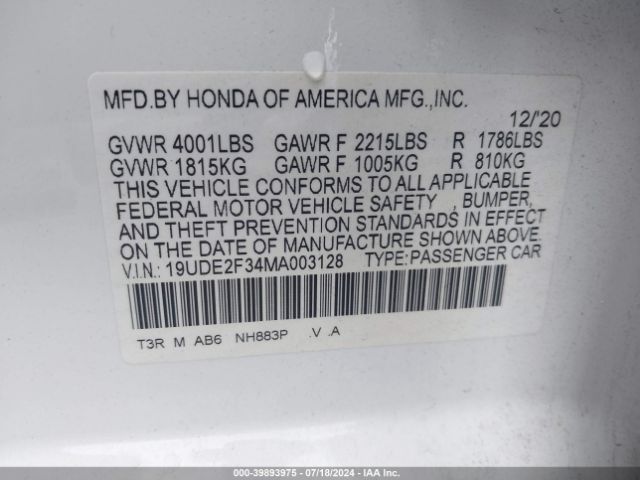 MFD.BY HONDA OF AMERICA MFG.,INC.
12/'20
GVWR 4001LBS GAWR F 2215LBS R 1786LBS
GVWR 1815KG GAWR F 1005KG R 810KG
THIS VEHICLE CONFORMS TO ALL APPLICABLE
FEDERAL MOTOR VEHICLE SAFETY , BUMPER,
AND THEFT PREVENTION STANDARDS IN EFFECT
ON THE DATE OF MANUFACTURE SHOWN ABOVE.
V.I.N.: 19UDE2F34MA003128 TYPE:PASSENGER CAR
T3R M AB6 NH883P .V .A
000-39893975 / 07/18/2024 - IAA Inc.